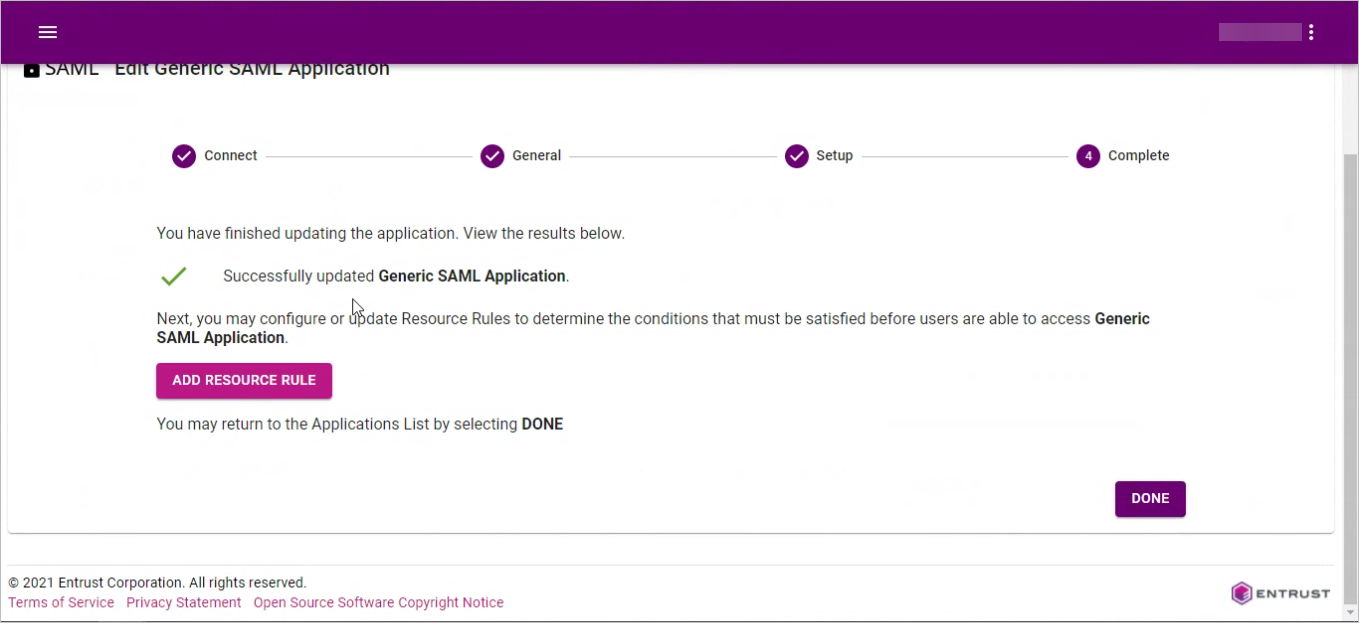 SAML Edit Generic SAML Application
Connect General Setup 4 Complete
You have finished updating the application. View the results below.
Successfully updated Generic SAML Application.
Next, you may configure or update Resource Rules to determine the conditions that must be satisfied before users are able to access Generic
SAML Application.
ADD RESOURCE RULE
You may return to the Applications List by selecting DONE
DONE
© 2021 Entrust Corporation. All rights reserved.
Terms of Service Privacy Statement Open Source Software Copyright Notice
ENTRUST